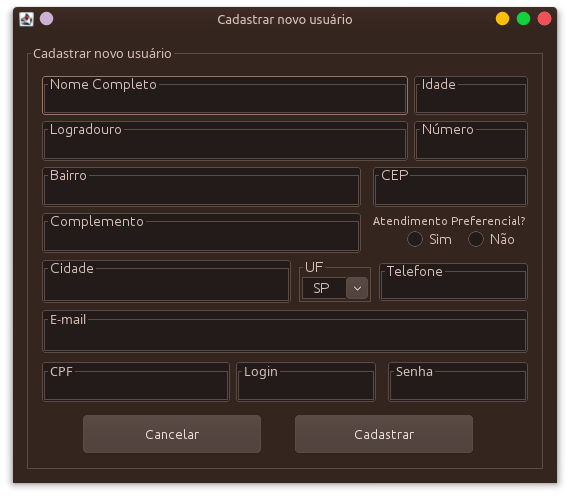 Cadastrar novo usuário
Cadastrar novo usuário
Nome Completo
Idade
Logradouro
Número
Bairro
CEP
Complemento
Atendimento Preferencial?
Sim
Não
Cidade
UF
SP
Telefone
E-mail
CPF
Login
Senha
Cancelar
Cadastrar